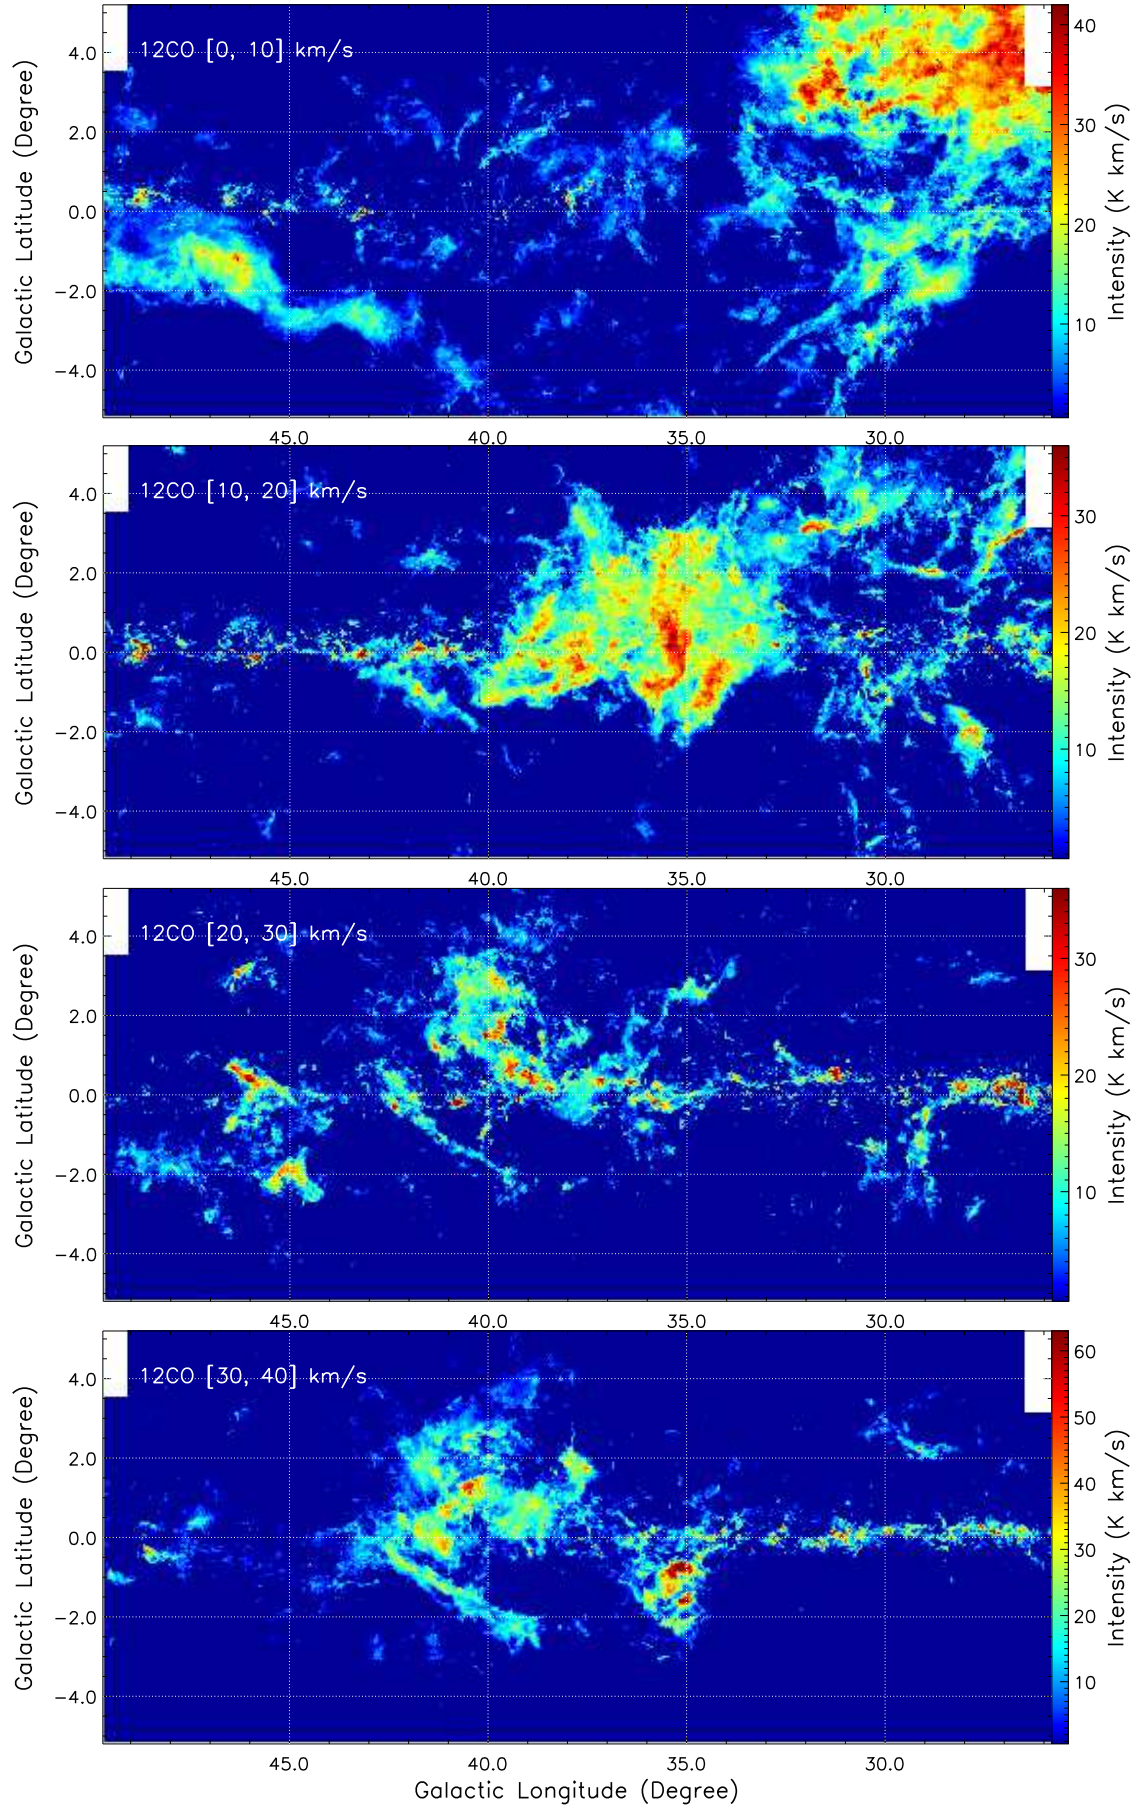 12CO [0, 10] km/s
4.0
2.0
0.0
−2.0
−4.0
Galactic Latitude (Degree)
45.0 40.0 35.0 30.0
40
30
20
10
Intensity (K km/s)
12CO [10, 20] km/s
4.0
2.0
0.0
−2.0
−4.0
Galactic Latitude (Degree)
45.0 40.0 35.0 30.0
30
20
10
Intensity (K km/s)
12CO [20, 30] km/s
4.0
2.0
0.0
−2.0
−4.0
Galactic Latitude (Degree)
45.0 40.0 35.0 30.0
30
20
10
Intensity (K km/s)
12CO [30, 40] km/s
4.0
2.0
0.0
−2.0
−4.0
Galactic Latitude (Degree)
45.0 40.0 35.0 30.0
60
50
40
30
20
10
Intensity (K km/s)
Galactic Longitude (Degree)